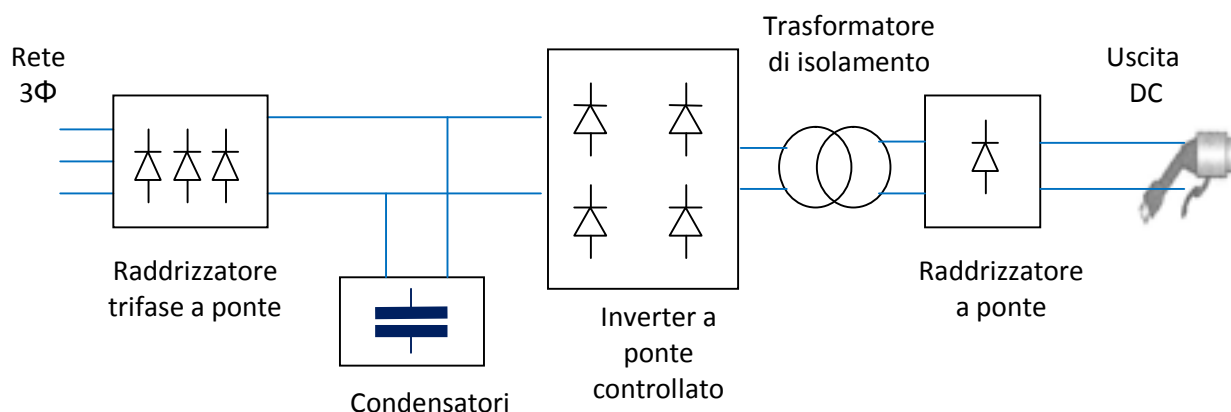 Rete
3Φ
Raddrizzatore
trifase a ponte
Condensatori
Inverter a
ponte
controllato
Trasformatore
di isolamento
Raddrizzatore
a ponte
Uscita
DC